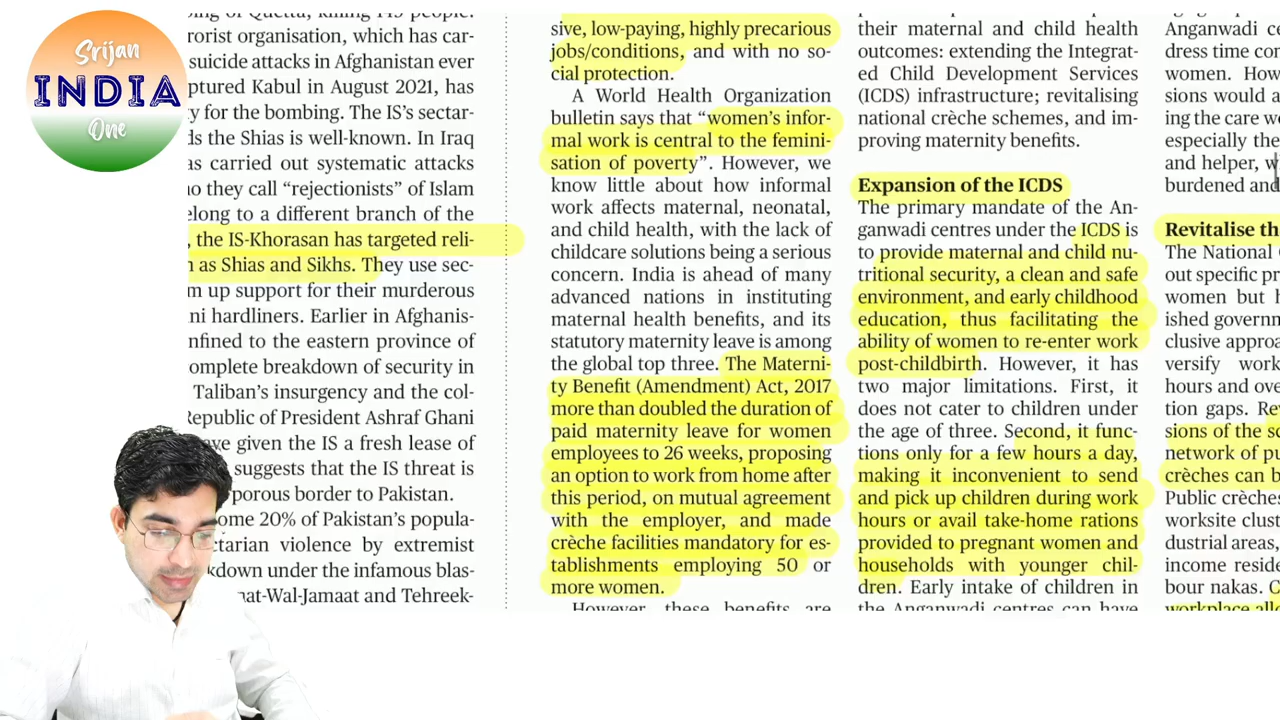 Srijan
INDIA
One
suicide attacks in Afghanistan ever
ptured Kabul in August 2021, has
y for the bombing. The IS's sectar-
ds the Shias is well-known. In Iraq
as carried out systematic attacks
o they call "rejectionists" of Islam
elong to a different branch of the
, the IS-Khorasan has targeted reli-
as Shias and Sikhs. They use sec-
m up support for their murderous
ni hardliners. Earlier in Afghanis-
nfined to the eastern province of
omplete breakdown of security in
Taliban's insurgency and the col-
Republic of President Ashraf Ghani
ve given the IS a fresh lease of
suggests that the IS threat is
porous border to Pakistan.
ome 20% of Pakistan's popula-
ctarian violence by extremist
kdown under the infamous blas-
at-Wal-Jamaat and Tehreek-
sive, low-paying, highly precarious
jobs/conditions, and with no so-
cial protection.
A World Health Organization
bulletin says that "women's infor-
mal work is central to the femini-
sation of poverty". However, we
know little about how informal
work affects maternal, neonatal,
and child health, with the lack of
childcare solutions being a serious
concern. India is ahead of many
advanced nations in instituting
maternal health benefits, and its
statutory maternity leave is among
the global top three. The Materni-
ty Benefit (Amendment) Act, 2017
more than doubled the duration of
paid maternity leave for women
employees to 26 weeks, proposing
an option to work from home after
this period, on mutual agreement
with the employer, and made
crèche facilities mandatory for es-
tablishments employing 50 or
more women.
However, these benefits are
their maternal and child health
outcomes: extending the Integrat-
ed Child Development Services
(ICDS) infrastructure; revitalising
national crèche schemes, and im-
proving maternity benefits.
Expansion of the ICDS
The primary mandate of the An-
ganwadi centres under the ICDS is
to provide maternal and child nu-
tritional security, a clean and safe
environment, and early childhood
education, thus facilitating the
ability of women to re-enter work
post-childbirth. However, it has
two major limitations. First, it
does not cater to children under
the age of three. Second, it func-
tions only for a few hours a day,
making it inconvenient to send
and pick up children during work
hours or avail take-home rations
provided to pregnant women and
households with younger chil-
dren. Early intake of children in
the Anganwadi centres can have
Anganwadi ce
dress time con
women. How
sions would a
ing the care w
especially the
and helper, w
burdened and
Revitalise th
The National
out specific pr
women but h
ished governm
clusive approa
versify work
hours and ove
tion gaps. Re
sions of the sc
network of pu
crèches can b
Public crèches
worksite clust
dustrial areas,
income reside
bour nakas. C
workplace allo